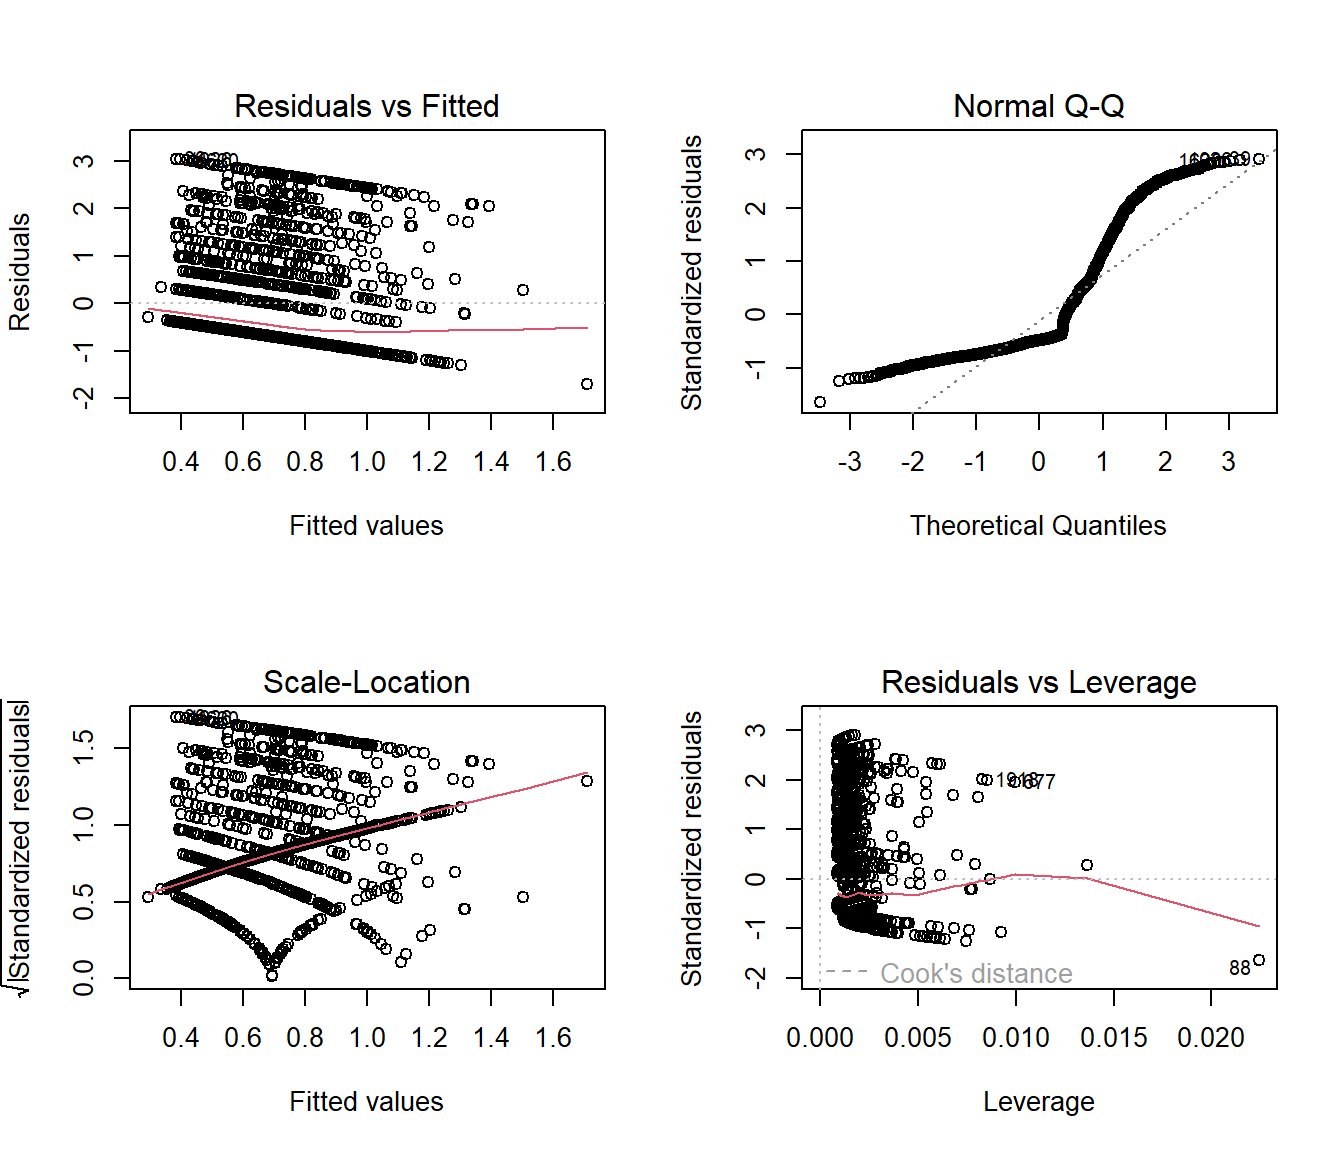 Residuals vs Fitted
Residuals
3
2
1
0
-1
-2
0.4 0.6 0.8 1.0 1.2 1.4 1.6
Fitted values
Normal Q-Q
Standardized residuals
3
2
1
0
-1
-3 -2 -1 0 1 2 3
Theoretical Quantiles
Scale-Location
√|Standardized residuals|
1.5
1.0
0.5
0.0
0.4 0.6 0.8 1.0 1.2 1.4 1.6
Fitted values
Residuals vs Leverage
Standardized residuals
3
2
1
0
-1
-2
88
Cook's distance
0.000 0.005 0.010 0.015 0.020
Leverage